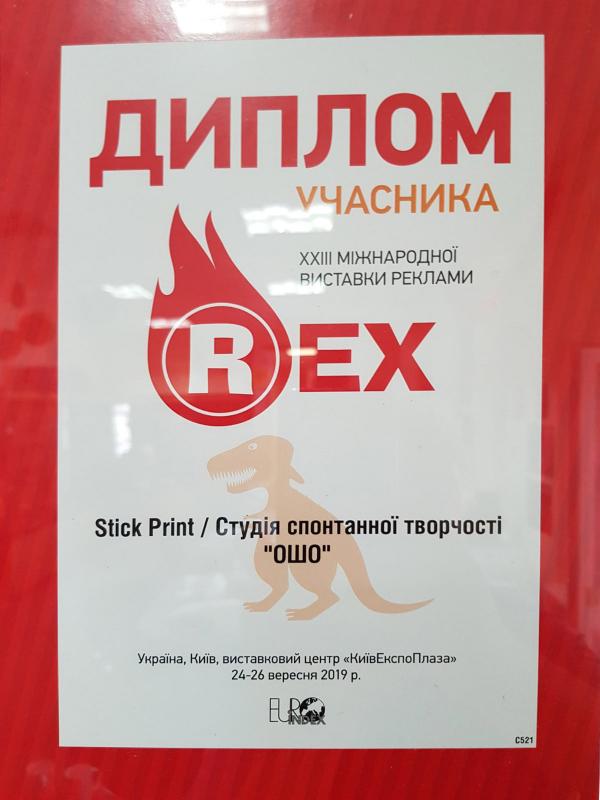 ДИПЛОМ
УЧАСНИКА
XXIII МІЖНАРОДНОЇ
ВИСТАВКИ РЕКЛАМИ
REX
Stick Print / Студія спонтанної творчості
"ОШО"
Україна, Київ, виставковий центр «КиївЕкспоПлаза»
24-26 вересня 2019 р.
EURO
INDEX
C521